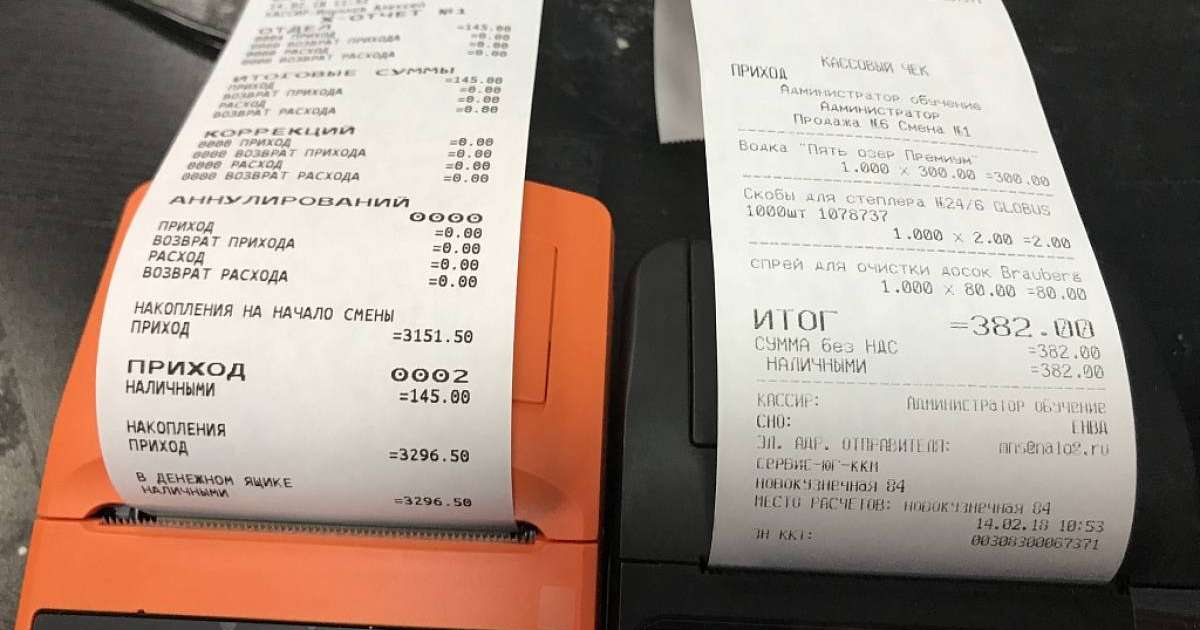 КАССИР:Королев Алексей
X-ОТЧЕТ №1
ОТДЕЛ
0004 ПРИХОД =145.00
0000 ВОЗВРАТ ПРИХОДА =0.00
0000 РАСХОД =0.00
0000 ВОЗВРАТ РАСХОДА =0.00
ИТОГОВЫЕ СУММЫ
ПРИХОД =145.00
ВОЗВРАТ ПРИХОДА =0.00
РАСХОД =0.00
ВОЗВРАТ РАСХОДА =0.00
КОРРЕКЦИЙ
0000 ПРИХОД =0.00
0000 ВОЗВРАТ ПРИХОДА =0.00
0000 РАСХОД =0.00
0000 ВОЗВРАТ РАСХОДА =0.00
АННУЛИРОВАНИЙ 0000
ПРИХОД =0.00
ВОЗВРАТ ПРИХОДА =0.00
РАСХОД =0.00
ВОЗВРАТ РАСХОДА =0.00
НАКОПЛЕНИЯ НА НАЧАЛО СМЕНЫ
ПРИХОД =3151.50
ПРИХОД 0002
НАЛИЧНЫМИ =145.00
НАКОПЛЕНИЯ
ПРИХОД =3296.50
В ДЕНЕЖНОМ ЯЩИКЕ
НАЛИЧНЫМИ =3296.50
КАССОВЫЙ ЧЕК
ПРИХОД
Администратор обучение
Администратор
Продажа №6 Смена №1
Водка "Пять озер Премиум"
1.000 x 300.00 =300.00
Скобы для степлера №24/6 GLOBUS
1000шт 1078737
1.000 x 2.00 =2.00
спрей для очистки досок Brauberg
1.000 x 80.00 =80.00
ИТОГ =382.00
СУММА без НДС =382.00
НАЛИЧНЫМИ =382.00
КАССИР: Администратор обучение
СНО: ЕНВД
ЭЛ. АДР. ОТПРАВИТЕЛЯ: mns@nalog.ru
СЕРВИС-ЮГ-ККМ
новокузнечная 84
МЕСТО РАСЧЕТОВ: новокузнечная 84
14.02.18 10:53
ЗН ККТ: 00308300067371